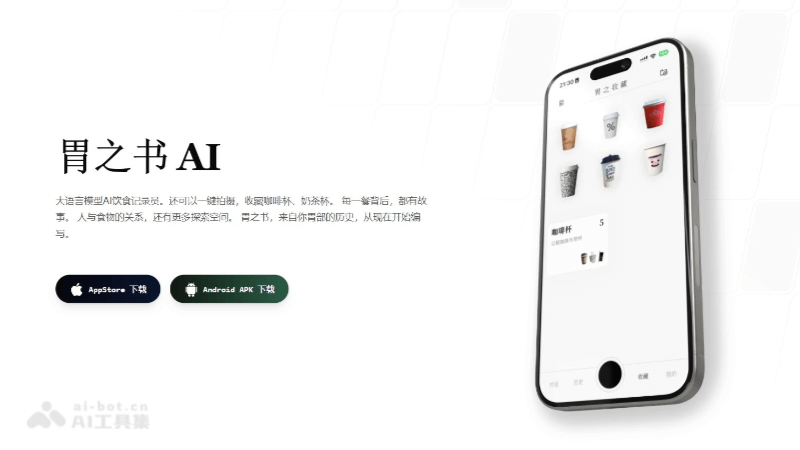 胃之书 AI
大语言模型AI饮食记录员。还可以一键拍摄，收藏咖啡杯、奶茶杯。 每一餐背后，都有故
事。 人与食物的关系，还有更多探索空间。 胃之书，来自你胃部的历史，从现在开始编
写。
AppStore 下载
Android APK 下载
21:30
胃之收藏
咖啡杯
5
收藏
ai-bot.cn
AI工具集